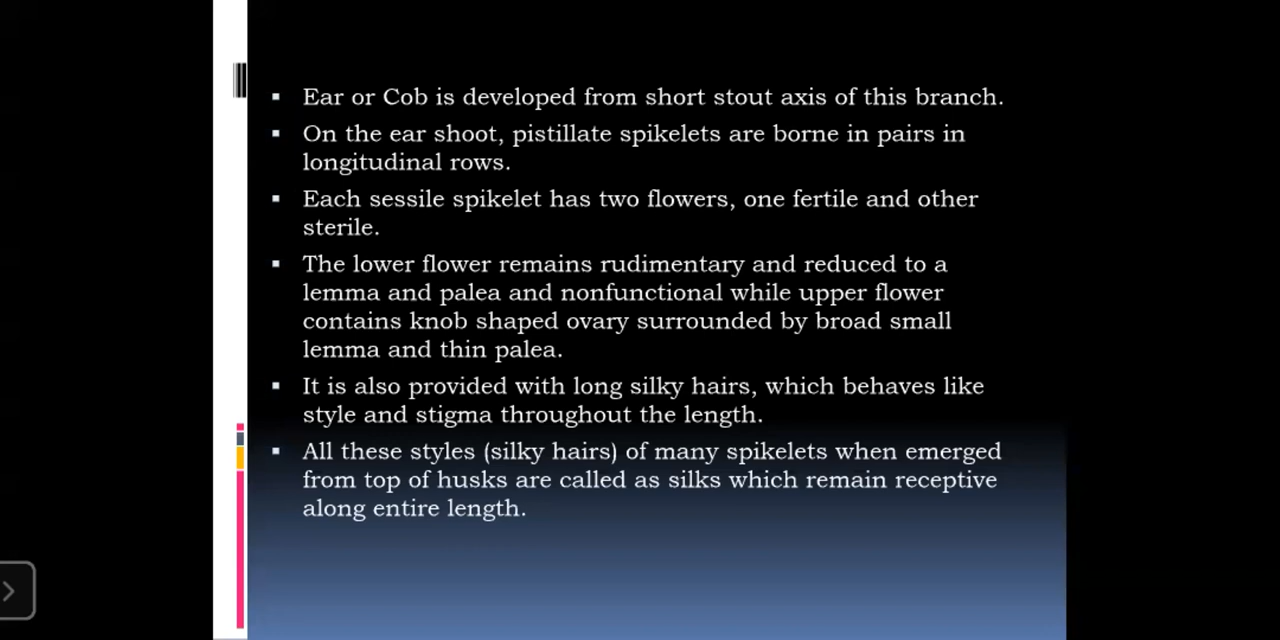 Ear or Cob is developed from short stout axis of this branch.
On the ear shoot, pistillate spikelets are borne in pairs in
longitudinal rows.
Each sessile spikelet has two flowers, one fertile and other
sterile.
The lower flower remains rudimentary and reduced to a
lemma and palea and nonfunctional while upper flower
contains knob shaped ovary surrounded by broad small
lemma and thin palea.
It is also provided with long silky hairs, which behaves like
style and stigma throughout the length.
All these styles (silky hairs) of many spikelets when emerged
from top of husks are called as silks which remain receptive
along entire length.